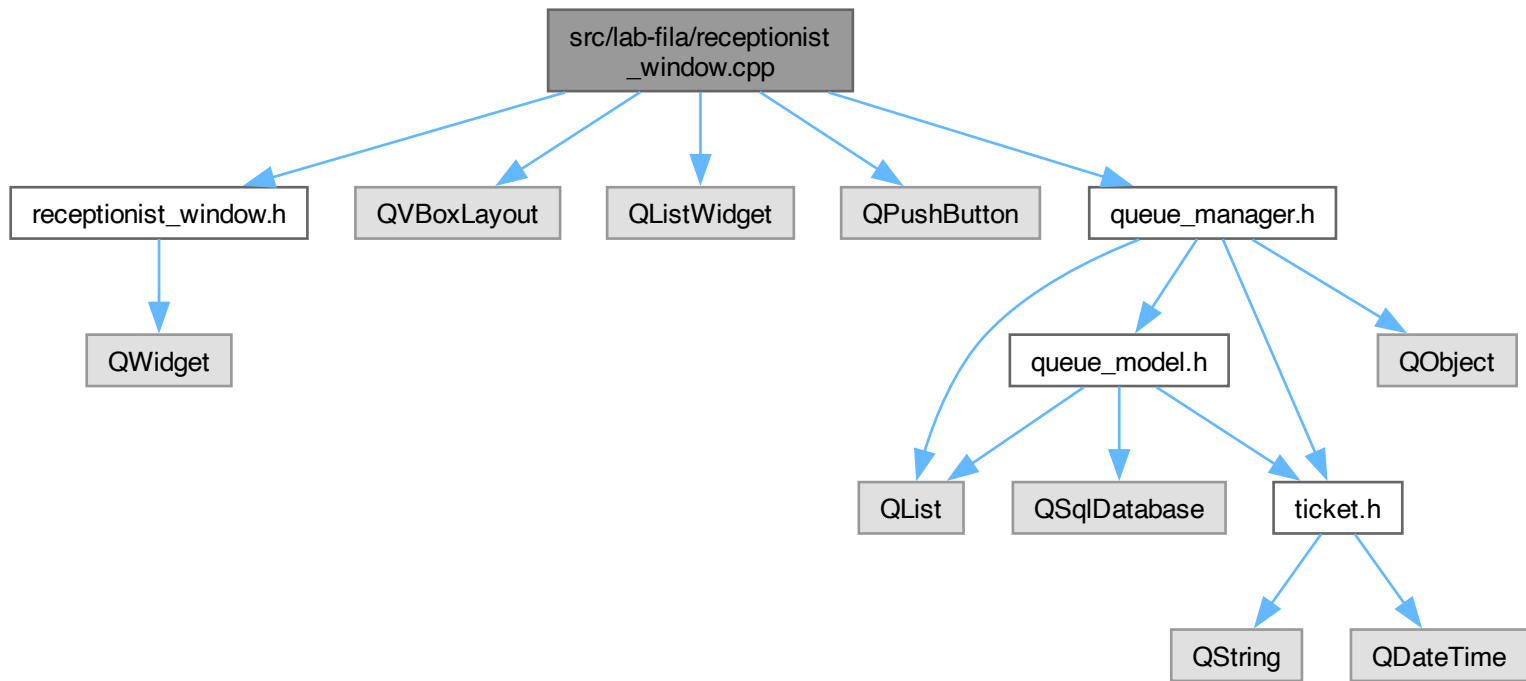 src/lab-fila/receptionist
_window.cpp
receptionist_window.h
QVBoxLayout
QListWidget
QPushButton
queue_manager.h
QWidget
queue_model.h
QObject
QList
QSqlDatabase
ticket.h
QString
QDateTime